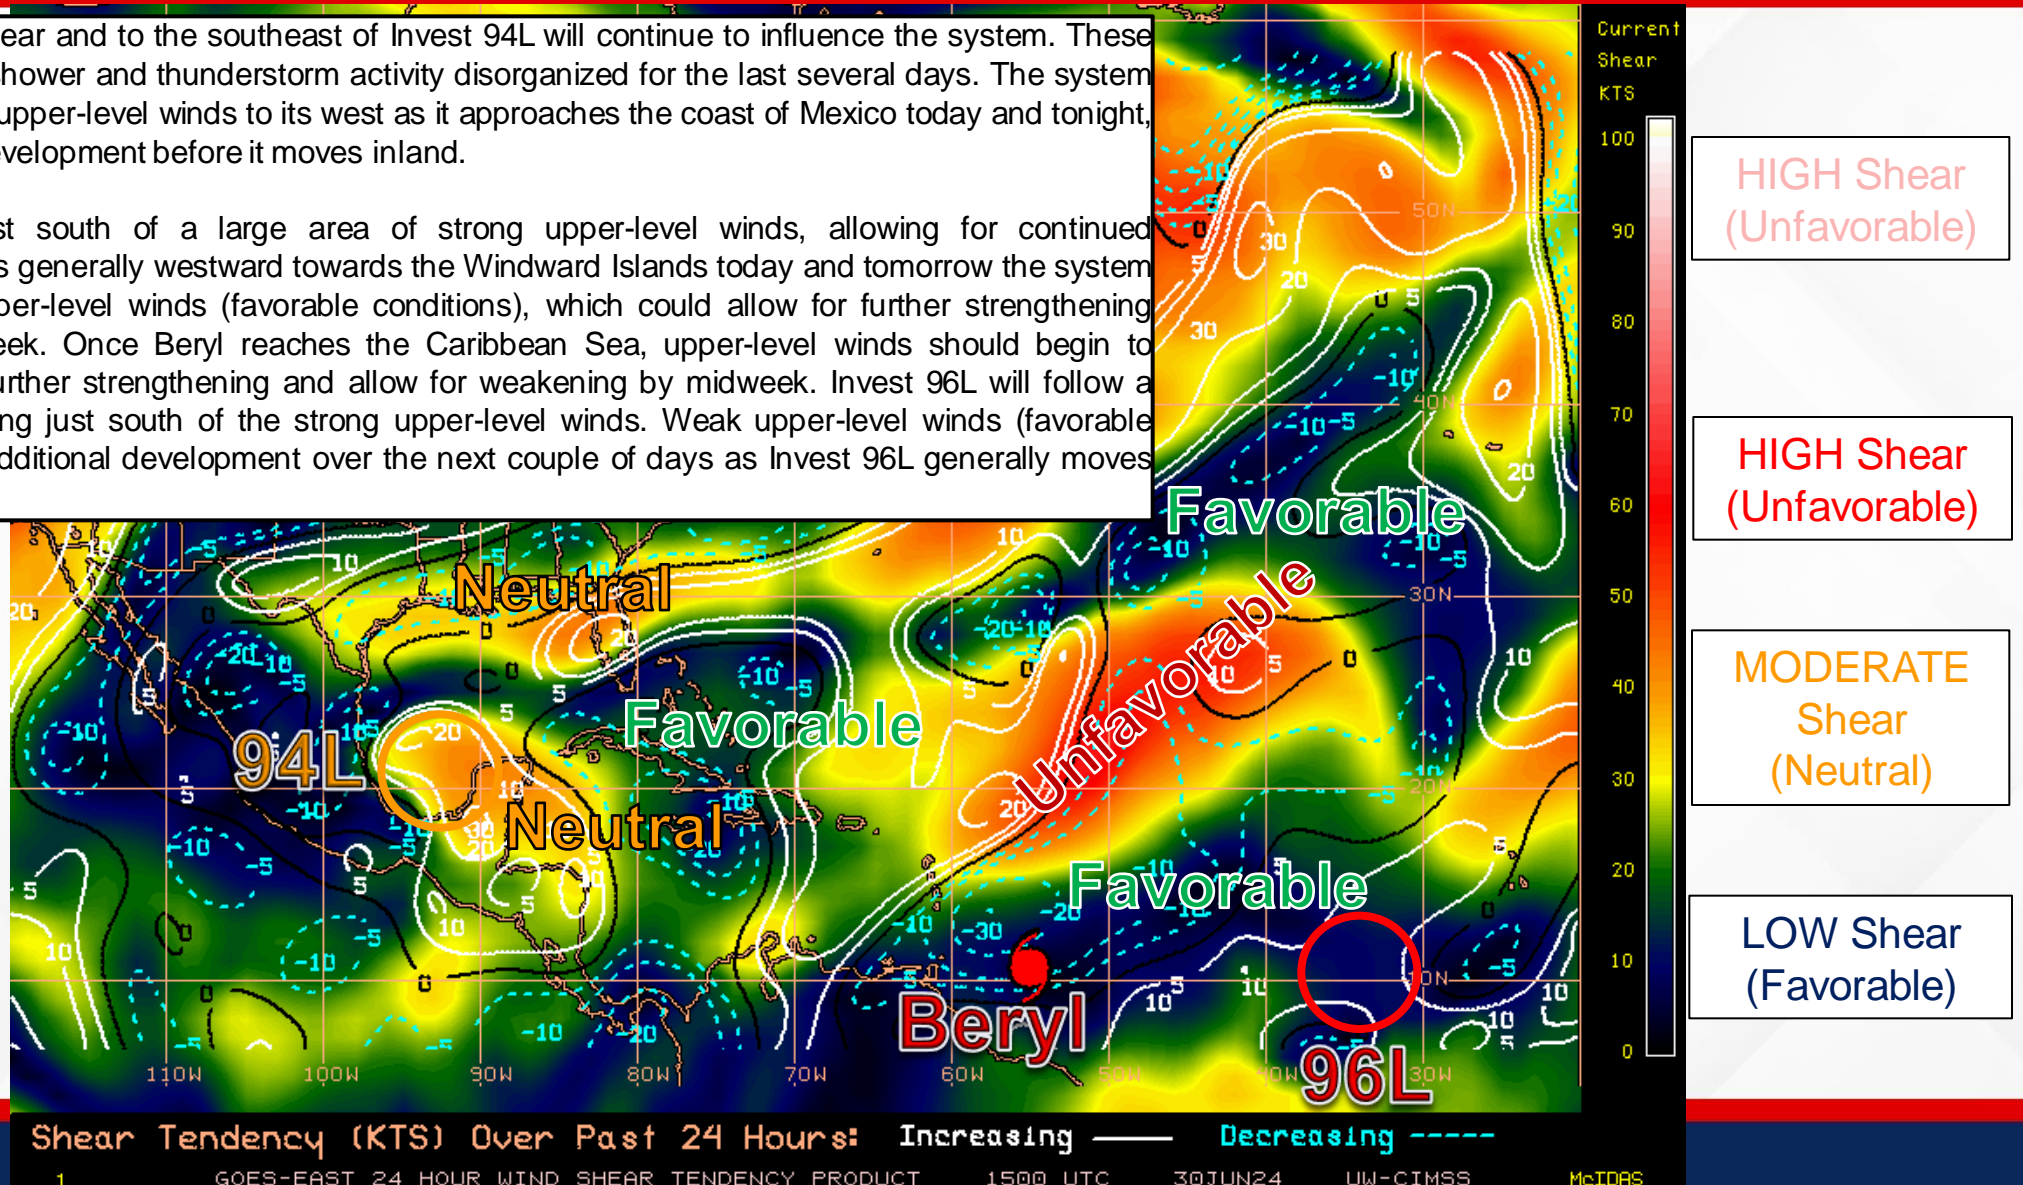 ear and to the southeast of Invest 94L will continue to influence the system. These
shower and thunderstorm activity disorganized for the last several days. The system
upper-level winds to its west as it approaches the coast of Mexico today and tonight,
evelopment before it moves inland.
st south of a large area of strong upper-level winds, allowing for continued
s generally westward towards the Windward Islands today and tomorrow the system
per-level winds (favorable conditions), which could allow for further strengthening
eek. Once Beryl reaches the Caribbean Sea, upper-level winds should begin to
urther strengthening and allow for weakening by midweek. Invest 96L will follow a
ng just south of the strong upper-level winds. Weak upper-level winds (favorable
dditional development over the next couple of days as Invest 96L generally moves
Current
Shear
KTS
100
90
80
70
60
50
40
30
20
10
0
HIGH Shear
(Unfavorable)
HIGH Shear
(Unfavorable)
MODERATE
Shear
(Neutral)
LOW Shear
(Favorable)
50N
40N
30N
20N
10N
Favorable
Neutral
Unfavorable
Favorable
94L
Neutral
Favorable
Beryl
96L
110W
100W
90W
80W
70W
60W
50W
40W
30W
Shear Tendency (KTS) Over Past 24 Hours: Increasing Decreasing
1 GOES-EAST 24 HOUR WIND SHEAR TENDENCY PRODUCT 1500 UTC 30JUN24 UW-CIMSS McIDAS